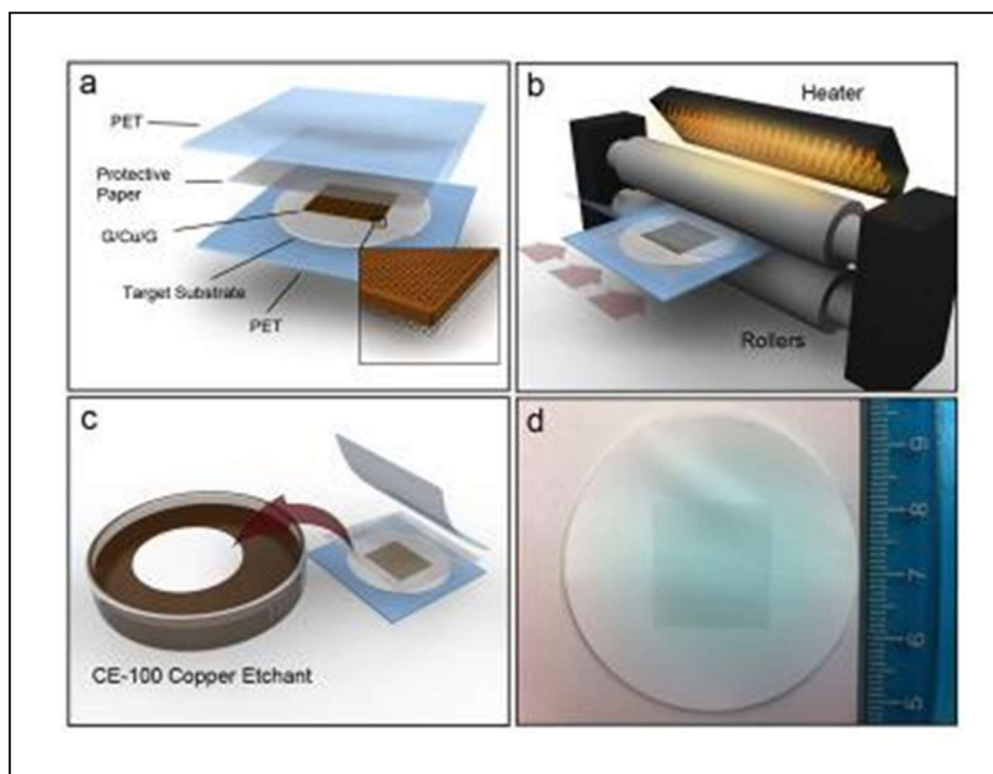 a
PET
Protective
Paper
G/Cu/G
Target Substrate
PET
b
Heater
Rollers
c
CE-100 Copper Etchant
d
9
8
7
6
5